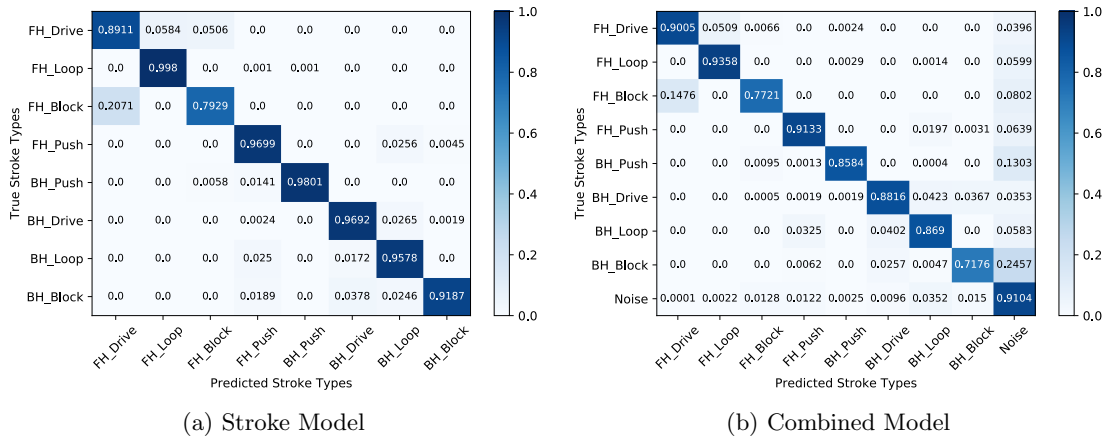 FH_Drive 0.8911 0.0584 0.0506 0.0 0.0 0.0 0.0 0.0
FH_Loop 0.0 0.998 0.0 0.001 0.001 0.0 0.0 0.0
FH_Block 0.2071 0.0 0.7929 0.0 0.0 0.0 0.0 0.0
FH_Push 0.0 0.0 0.0 0.9699 0.0 0.0 0.0256 0.0045
BH_Push 0.0 0.0 0.0058 0.0141 0.9801 0.0 0.0 0.0
BH_Drive 0.0 0.0 0.0 0.0024 0.0 0.9692 0.0265 0.0019
BH_Loop 0.0 0.0 0.0 0.025 0.0 0.0172 0.9578 0.0
BH_Block 0.0 0.0 0.0 0.0189 0.0 0.0378 0.0246 0.9187
FH_Drive FH_Loop FH_Block FH_Push BH_Push BH_Drive BH_Loop BH_Block
True Stroke Types
Predicted Stroke Types
1.0
0.8
0.6
0.4
0.2
0.0
(a) Stroke Model
FH_Drive 0.9005 0.0509 0.0066 0.0 0.0024 0.0 0.0 0.0 0.0396
FH_Loop 0.0 0.9358 0.0 0.0 0.0029 0.0 0.0014 0.0 0.0599
FH_Block 0.1476 0.0 0.7721 0.0 0.0 0.0 0.0 0.0 0.0802
FH_Push 0.0 0.0 0.0 0.9133 0.0 0.0 0.0197 0.0031 0.0639
BH_Push 0.0 0.0 0.0095 0.0013 0.8584 0.0 0.0004 0.0 0.1303
BH_Drive 0.0 0.0 0.0005 0.0019 0.0019 0.8816 0.0423 0.0367 0.0353
BH_Loop 0.0 0.0 0.0 0.0325 0.0 0.0402 0.869 0.0 0.0583
BH_Block 0.0 0.0 0.0 0.0062 0.0 0.0257 0.0047 0.7176 0.2457
Noise 0.0001 0.0022 0.0128 0.0122 0.0025 0.0096 0.0352 0.015 0.9104
FH_Drive FH_Loop FH_Block FH_Push BH_Push BH_Drive BH_Loop BH_Block Noise
True Stroke Types
Predicted Stroke Types
1.0
0.8
0.6
0.4
0.2
0.0
(b) Combined Model